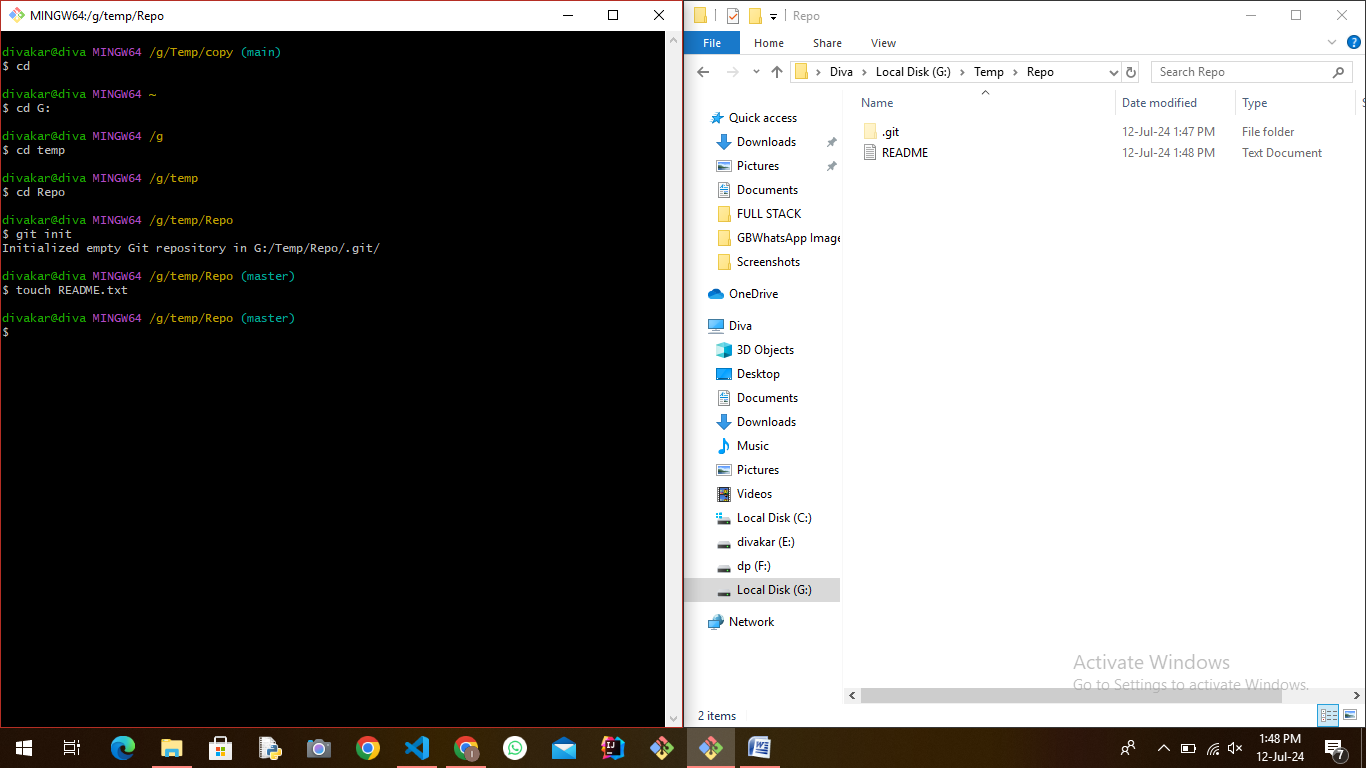 MINGW64:/g/temp/Repo
divakar@diva MINGW64 /g/Temp/copy (main)
$ cd
divakar@diva MINGW64 ~
$ cd G:
divakar@diva MINGW64 /g
$ cd temp
divakar@diva MINGW64 /g/temp
$ cd Repo
divakar@diva MINGW64 /g/temp/Repo
$ git init
Initialized empty Git repository in G:/Temp/Repo/.git/
divakar@diva MINGW64 /g/temp/Repo (master)
$ touch README.txt
divakar@diva MINGW64 /g/temp/Repo (master)
$
Repo
File Home Share View
Diva > Local Disk (G:) > Temp > Repo
Search Repo
Quick access
Downloads
Pictures
Documents
FULL STACK
GBWhatsApp Image
Screenshots
OneDrive
Diva
3D Objects
Desktop
Documents
Downloads
Music
Pictures
Videos
Local Disk (C:)
divakar (E:)
dp (F:)
Local Disk (G:)
Network
Name Date modified Type
.git 12-Jul-24 1:47 PM File folder
README 12-Jul-24 1:48 PM Text Document
Activate Windows
Go to Settings to activate Windows.
2 items
1:48 PM
12-Jul-24
7